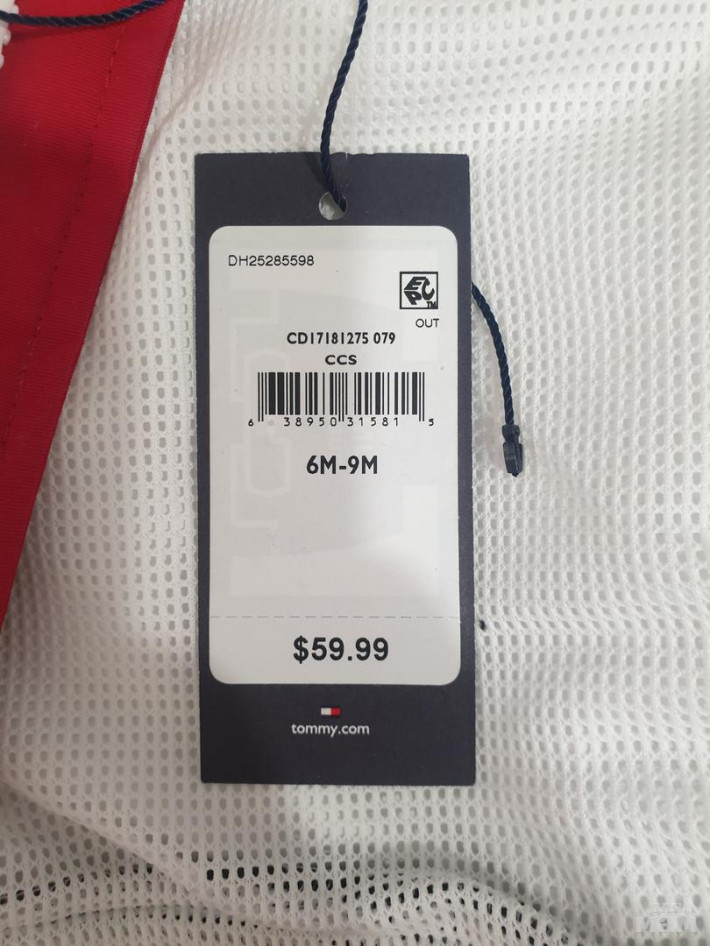 DH25285598
EPC TM
OUT
CD17181275 079
CCS
6 38950 31581 5
6M-9M
$59.99
tommy.com